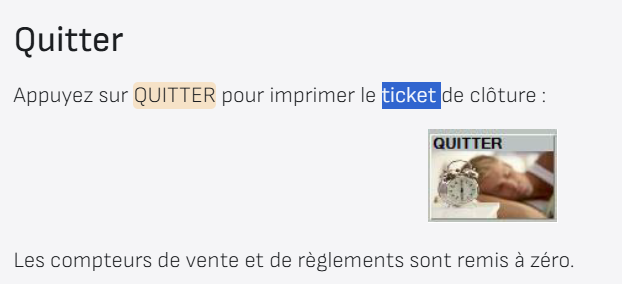 Quitter
Appuyez sur QUITTER pour imprimer le ticket de clôture :
QUITTER
Les compteurs de vente et de règlements sont remis à zéro.